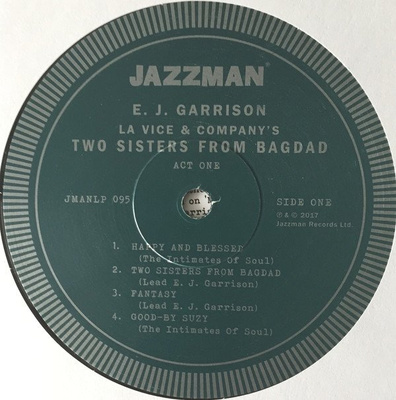 JAZZMAN®
E. J. GARRISON
LA VICE & COMPANY'S
TWO SISTERS FROM BAGDAD
ACT ONE
JMANLP 095
SIDE ONE
℗ & © 2017
Jazzman Records Ltd.
on
1. HAPPY AND BLESSED
(The Intimates Of Soul)
2. TWO SISTERS FROM BAGDAD
(Lead E. J. Garrison)
3. FANTASY
(Lead E. J. Garrison)
4. GOOD-BY SUZY
(The Intimates Of Soul)